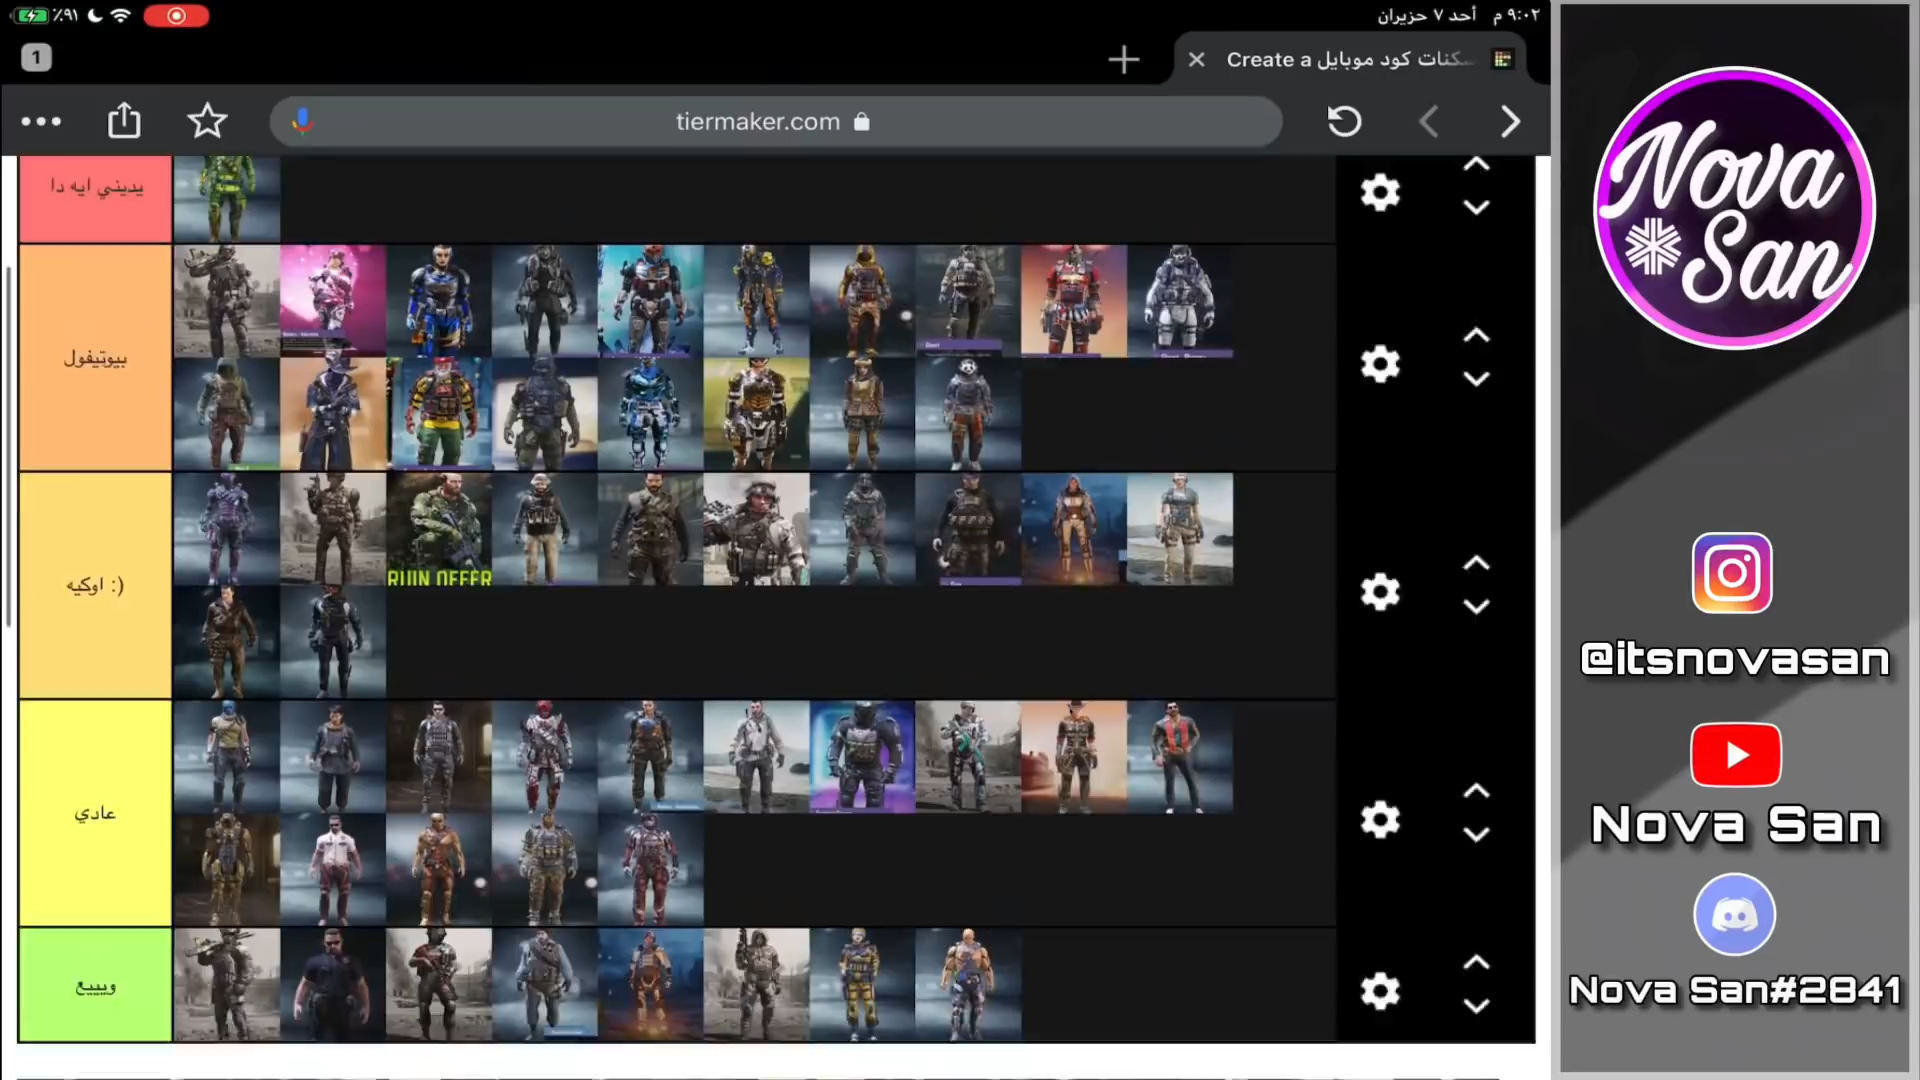 ٪٩١
٩:٠٢ م أحد ٧ حزيران
1
Create a سكنات كود موبايل
tiermaker.com
يديني ايه دا
بيوتيفول
RUIN OFFER
اوكيه :)
عادي
وييييع
Nova
San
@itsnovasan
Nova San
Nova San#2841